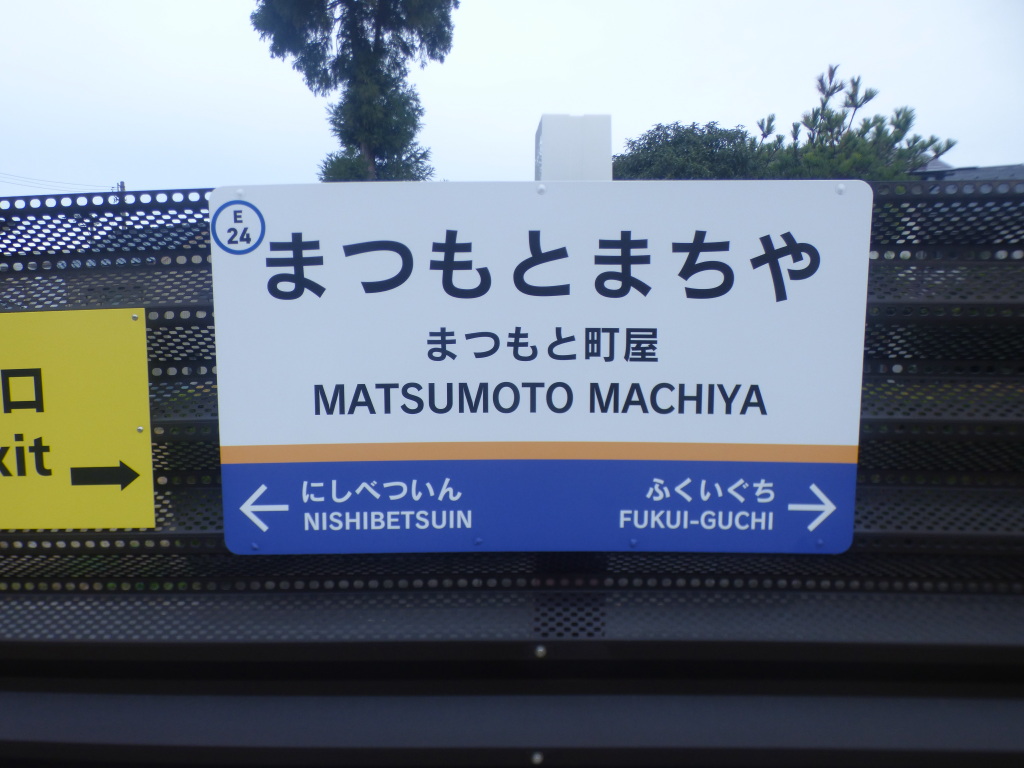 E
24
まつもとまちや
まつもと町屋
MATSUMOTO MACHIYA
にしべついん
NISHIBETSUIN
ふくいぐち
FUKUI-GUCHI
口
xit